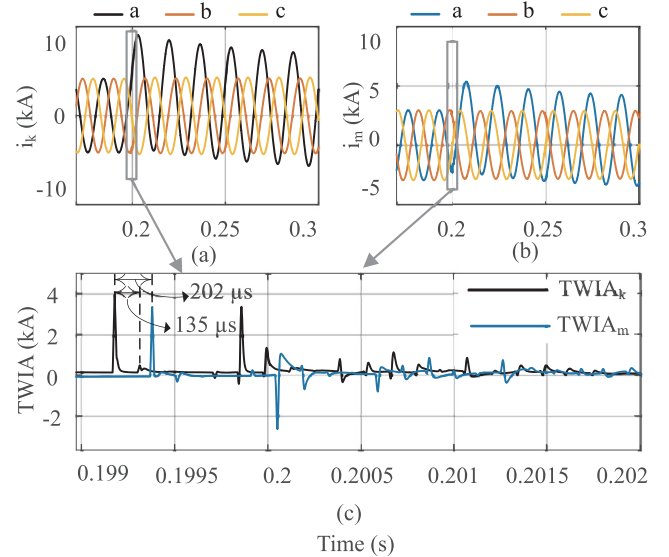 a b c
10
0
-10
i_k (kA)
0.2 0.25 0.3
(a)
a b c
10
5
0
-5
i_m (kA)
0.2 0.25 0.3
(b)
4
2
0
-2
TWIA (kA)
202 µs
135 µs
TWIA_k
TWIA_m
0.199 0.1995 0.2 0.2005 0.201 0.2015 0.202
(c)
Time (s)